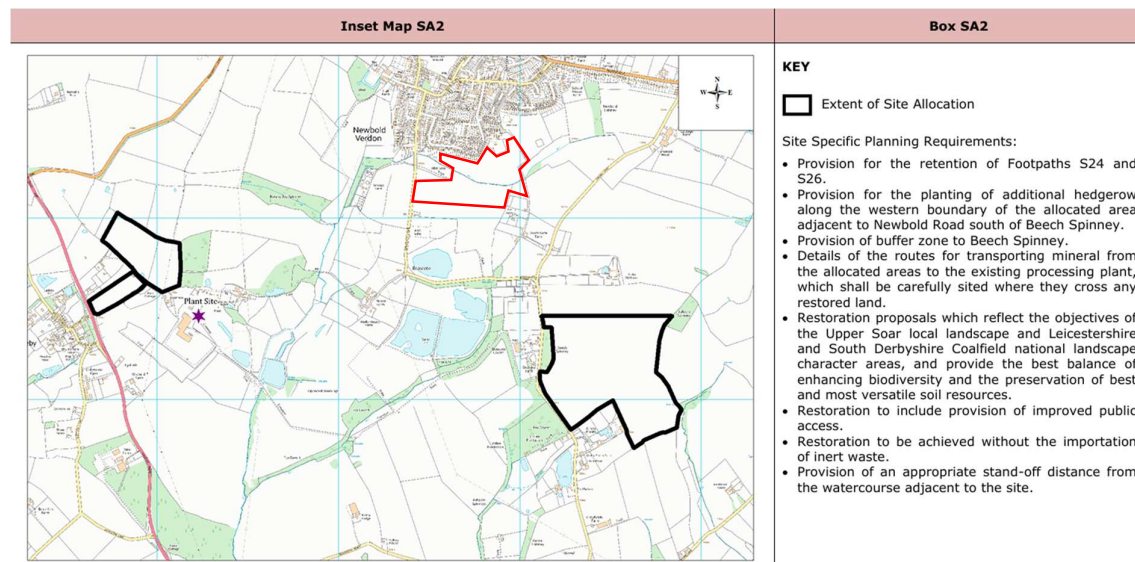 Inset Map SA2
Box SA2
Newbold
Verdon
Plant Site
N
W
E
S
KEY
Extent of Site Allocation
Site Specific Planning Requirements:
• Provision for the retention of Footpaths S24 and
S26.
• Provision for the planting of additional hedgerow
along the western boundary of the allocated area
adjacent to Newbold Road south of Beech Spinney.
• Provision of buffer zone to Beech Spinney.
• Details of the routes for transporting mineral from
the allocated areas to the existing processing plant,
which shall be carefully sited where they cross any
restored land.
• Restoration proposals which reflect the objectives of
the Upper Soar local landscape and Leicestershire
and South Derbyshire Coalfield national landscape
character areas, and provide the best balance of
enhancing biodiversity and the preservation of best
and most versatile soil resources.
• Restoration to include provision of improved public
access.
• Restoration to be achieved without the importation
of inert waste.
• Provision of an appropriate stand-off distance from
the watercourse adjacent to the site.